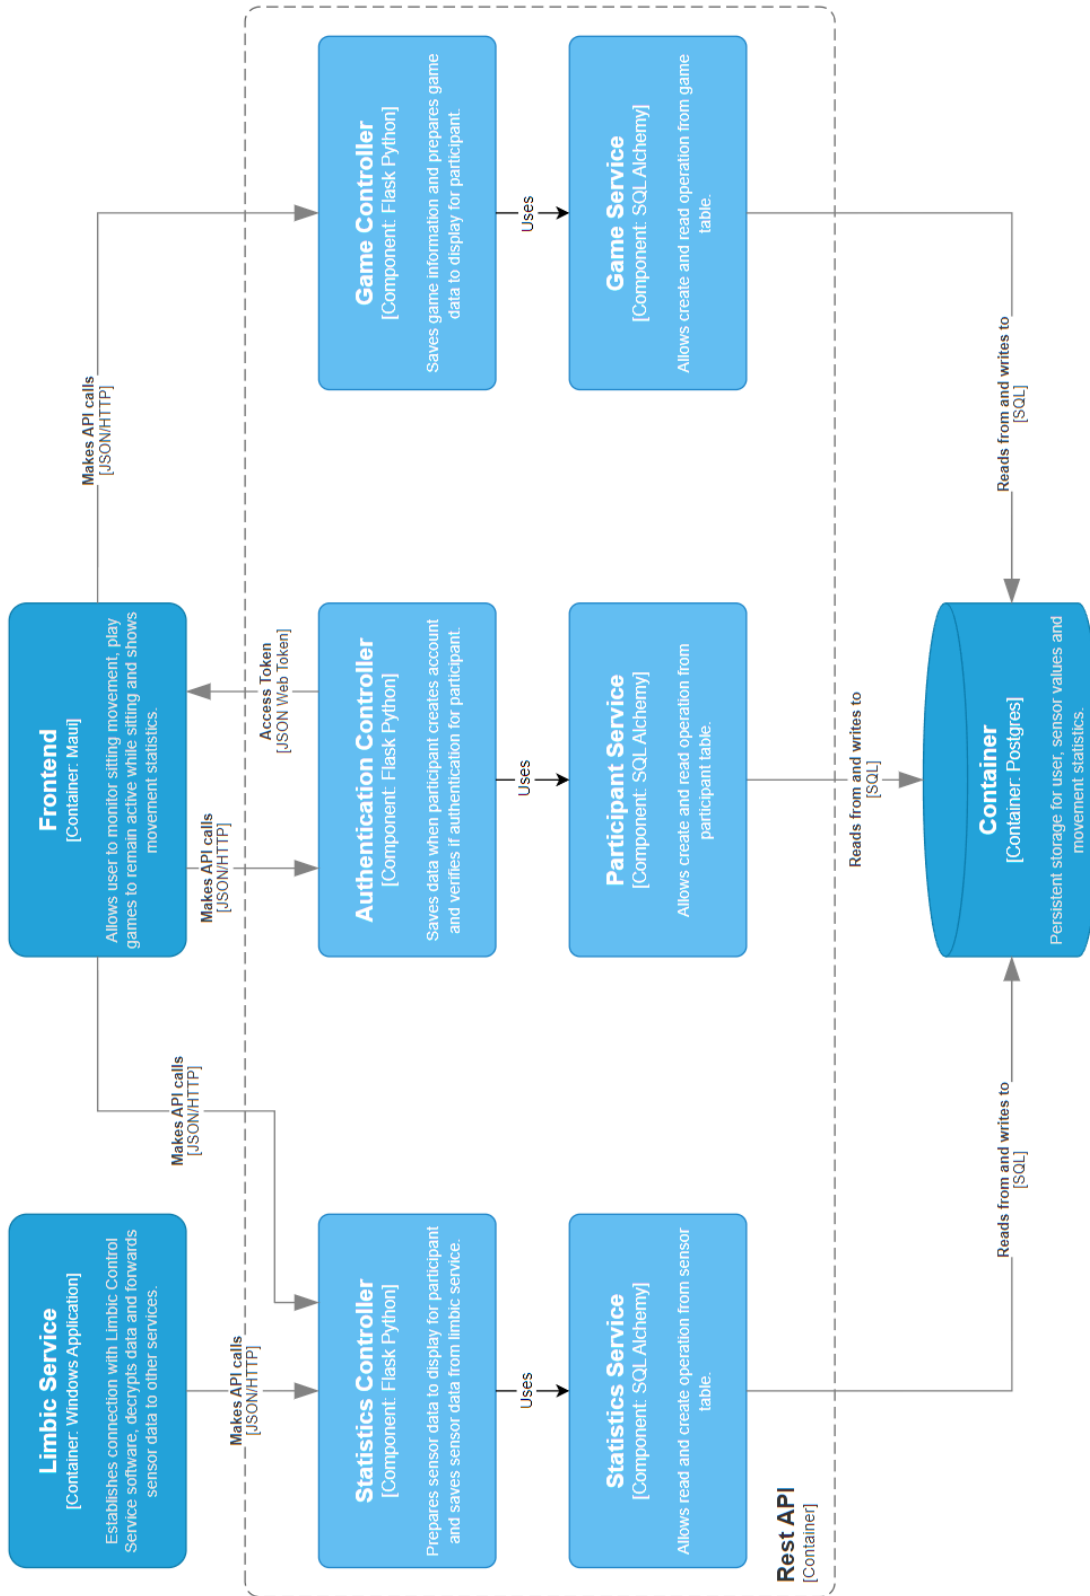 Limbic Service
[Container: Windows Application]
Establishes connection with Limbic Control
Service software, decrypts data and forwards
sensor data to other services.
Frontend
[Container: Maui]
Allows user to monitor sitting movement, play
games to remain active while sitting and shows
movement statistics.
Makes API calls
[JSON/HTTP]
Makes API calls
[JSON/HTTP]
Makes API calls
[JSON/HTTP]
Access Token
[JSON Web Token]
Makes API calls
[JSON/HTTP]
Statistics Controller
[Component: Flask Python]
Prepares sensor data to display for participant
and saves sensor data from limbic service.
Authentication Controller
[Component: Flask Python]
Saves data when participant creates account
and verifies if authentication for participant.
Game Controller
[Component: Flask Python]
Saves game information and prepares game
data to display for participant.
Uses
Uses
Uses
Statistics Service
[Component: SQL Alchemy]
Allows read and create operation from sensor
table.
Participant Service
[Component: SQL Alchemy]
Allows create and read operation from
participant table.
Game Service
[Component: SQL Alchemy]
Allows create and read operation from game
table.
Rest API
[Container]
Reads from and writes to
[SQL]
Reads from and writes to
[SQL]
Reads from and writes to
[SQL]
Container
[Container: Postgres]
Persistent storage for user, sensor values and
movement statistics.